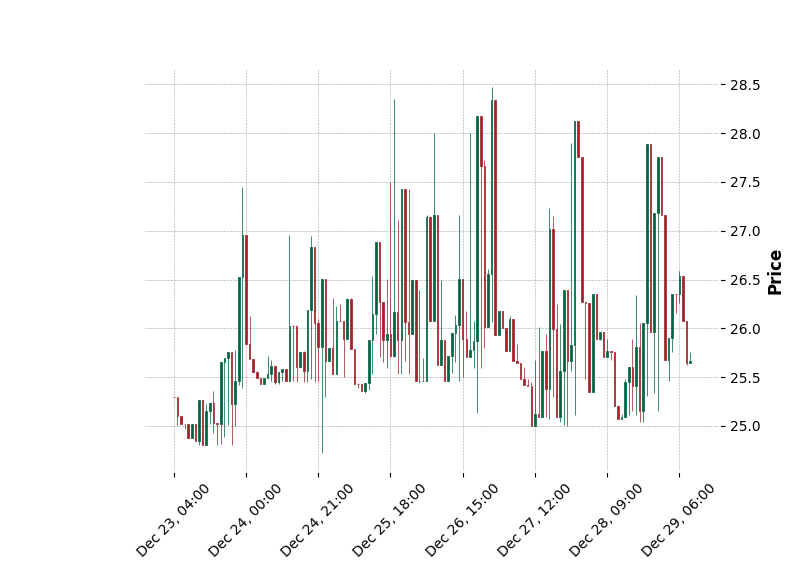 28.5
28.0
27.5
27.0
26.5
26.0
25.5
25.0
Price
Dec 23, 04:00
Dec 24, 00:00
Dec 24, 21:00
Dec 25, 18:00
Dec 26, 15:00
Dec 27, 12:00
Dec 28, 09:00
Dec 29, 06:00